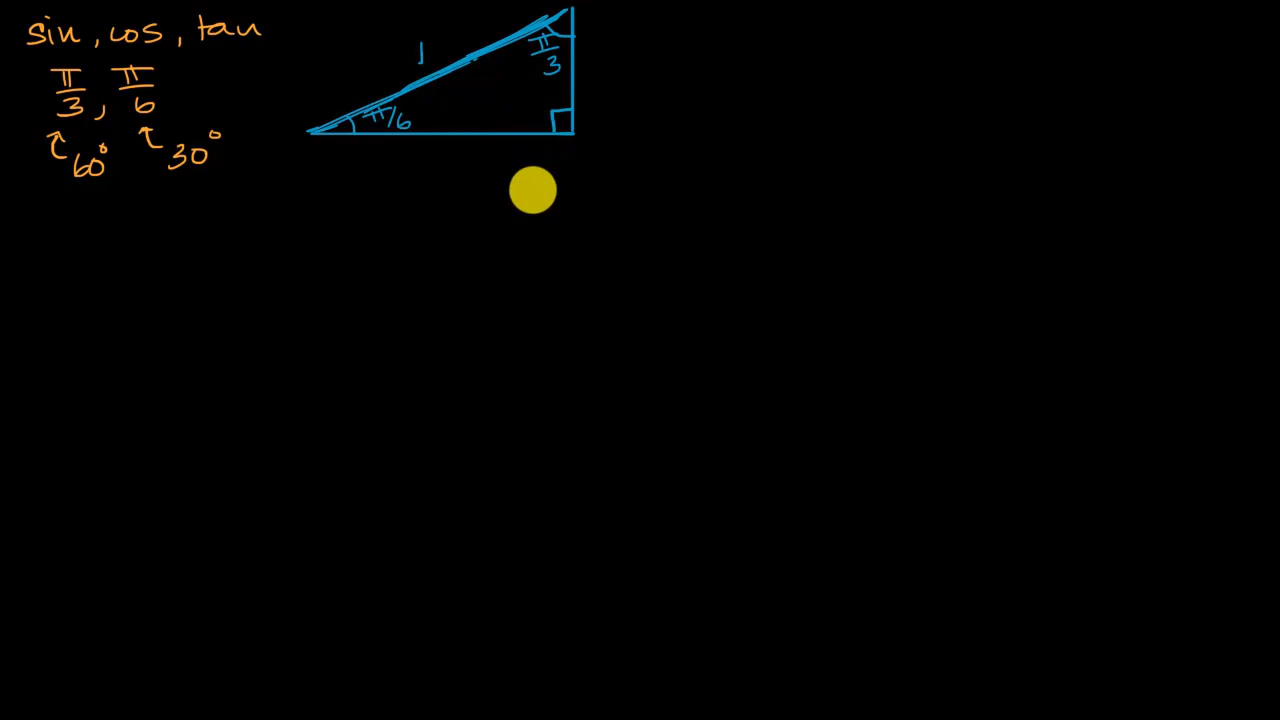 sin, cos, tan
π/3, π/6
60° 30°
1
π/3
π/6